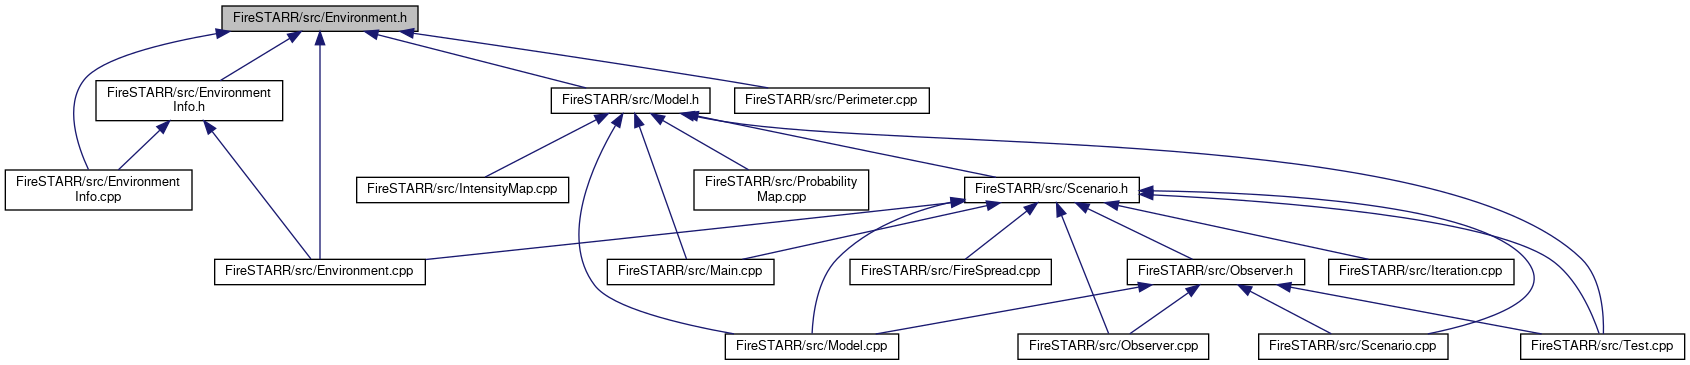 FireSTARR/src/Environment.h
FireSTARR/src/Environment
Info.h
FireSTARR/src/Model.h
FireSTARR/src/Perimeter.cpp
FireSTARR/src/Environment
Info.cpp
FireSTARR/src/IntensityMap.cpp
FireSTARR/src/Probability
Map.cpp
FireSTARR/src/Scenario.h
FireSTARR/src/Environment.cpp
FireSTARR/src/Main.cpp
FireSTARR/src/FireSpread.cpp
FireSTARR/src/Observer.h
FireSTARR/src/Iteration.cpp
FireSTARR/src/Model.cpp
FireSTARR/src/Observer.cpp
FireSTARR/src/Scenario.cpp
FireSTARR/src/Test.cpp